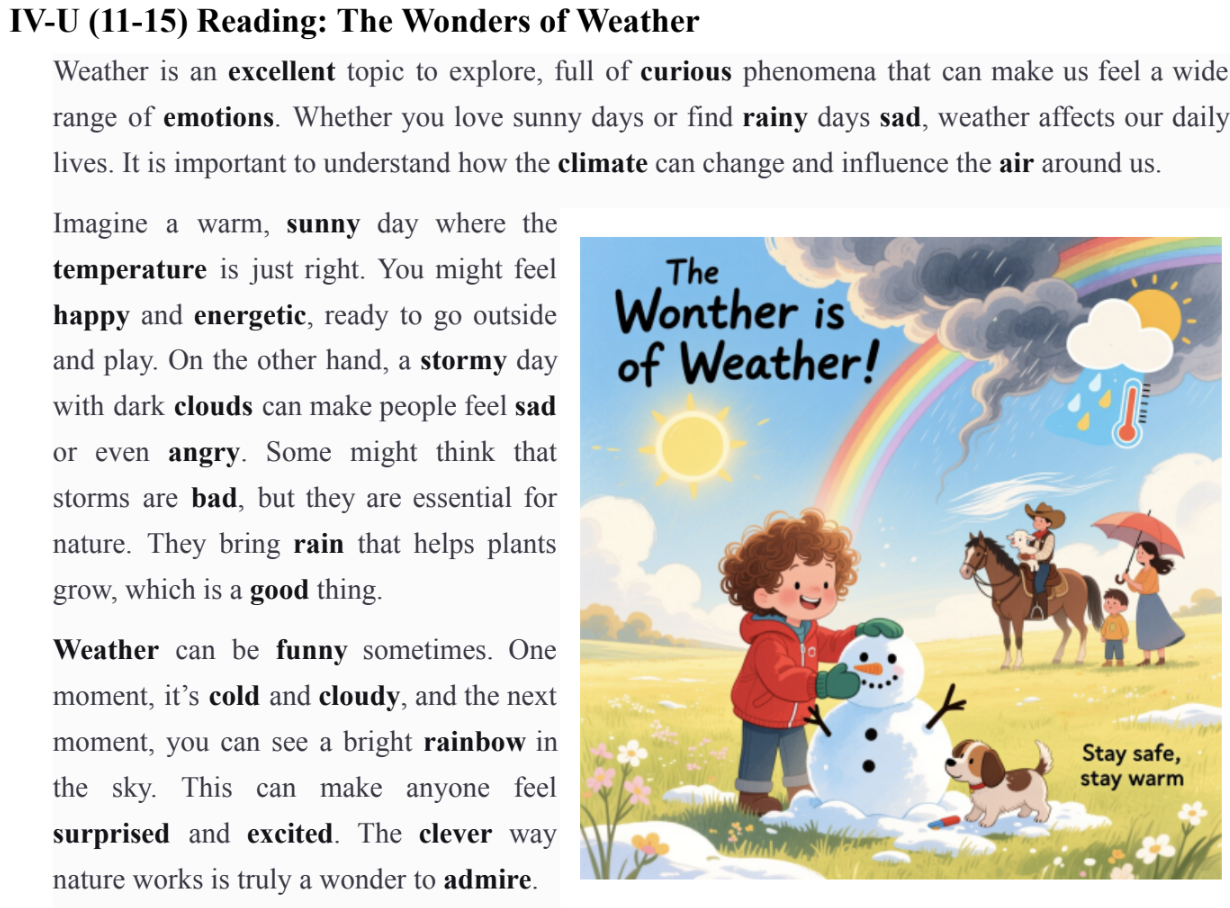 IV-U (11-15) Reading: The Wonders of Weather
Weather is an excellent topic to explore, full of curious phenomena that can make us feel a wide
range of emotions. Whether you love sunny days or find rainy days sad, weather affects our daily
lives. It is important to understand how the climate can change and influence the air around us.
Imagine a warm, sunny day where the
temperature is just right. You might feel
happy and energetic, ready to go outside
and play. On the other hand, a stormy day
with dark clouds can make people feel sad
or even angry. Some might think that
storms are bad, but they are essential for
nature. They bring rain that helps plants
grow, which is a good thing.
Weather can be funny sometimes. One
moment, it’s cold and cloudy, and the next
moment, you can see a bright rainbow in
the sky. This can make anyone feel
surprised and excited. The clever way
nature works is truly a wonder to admire.
The
Wonther is
of Weather!
Stay safe,
stay warm